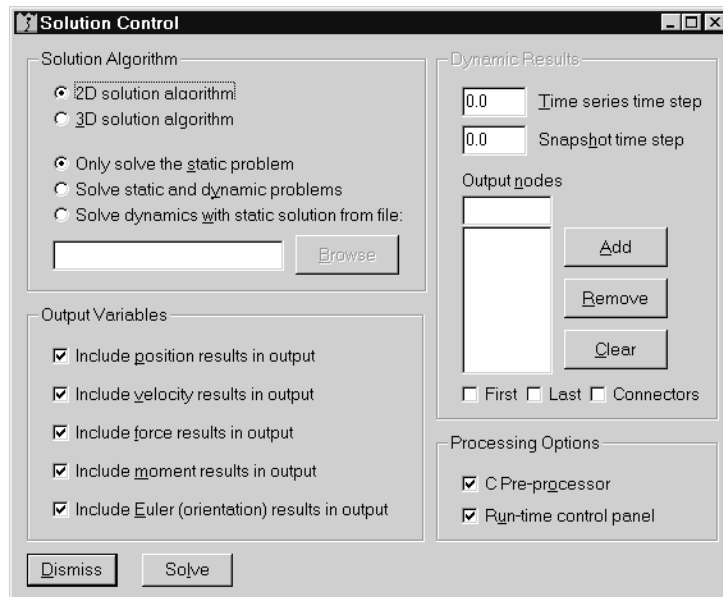 Solution Control
Solution Algorithm
2D solution algorithm
3D solution algorithm
Only solve the static problem
Solve static and dynamic problems
Solve dynamics with static solution from file:
Browse
Output Variables
Include position results in output
Include velocity results in output
Include force results in output
Include moment results in output
Include Euler (orientation) results in output
Dismiss
Solve
Dynamic Results
0.0 Time series time step
0.0 Snapshot time step
Output nodes
Add
Remove
Clear
First Last Connectors
Processing Options
C Pre-processor
Run-time control panel